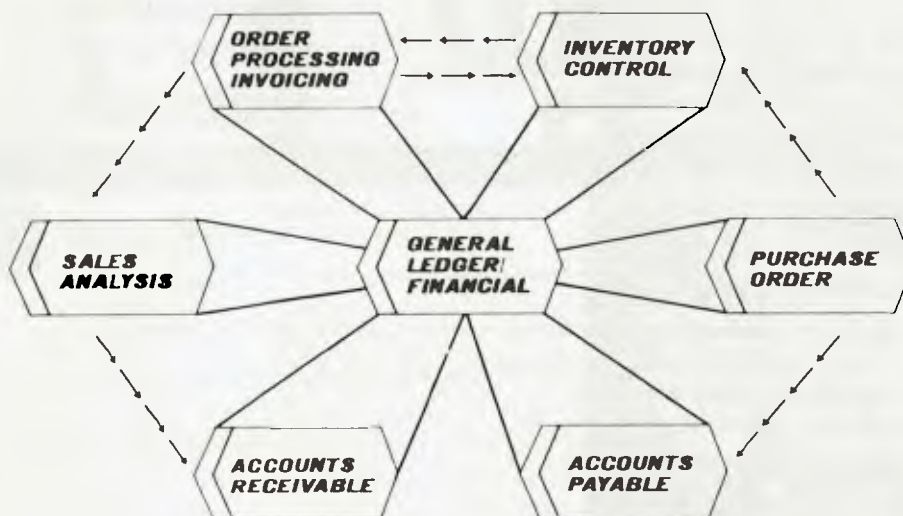 ORDER
PROCESSING
INVOICING
INVENTORY
CONTROL
SALES
ANALYSIS
GENERAL
LEDGER/
FINANCIAL
PURCHASE
ORDER
ACCOUNTS
RECEIVABLE
ACCOUNTS
PAYABLE